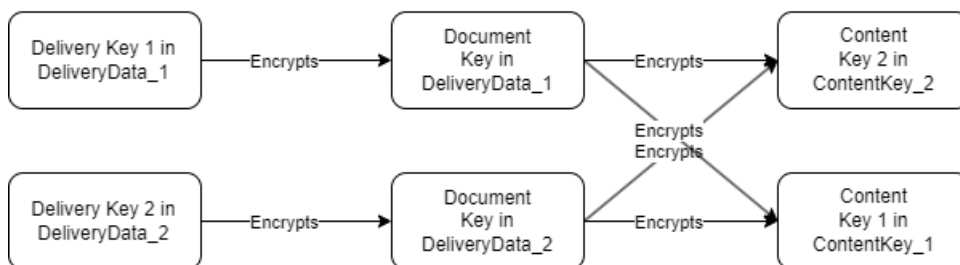 Delivery Key 1 in
DeliveryData_1
Encrypts
Document
Key in
DeliveryData_1
Encrypts
Content
Key 2 in
ContentKey_2
Encrypts
Encrypts
Delivery Key 2 in
DeliveryData_2
Encrypts
Document
Key in
DeliveryData_2
Encrypts
Content
Key 1 in
ContentKey_1